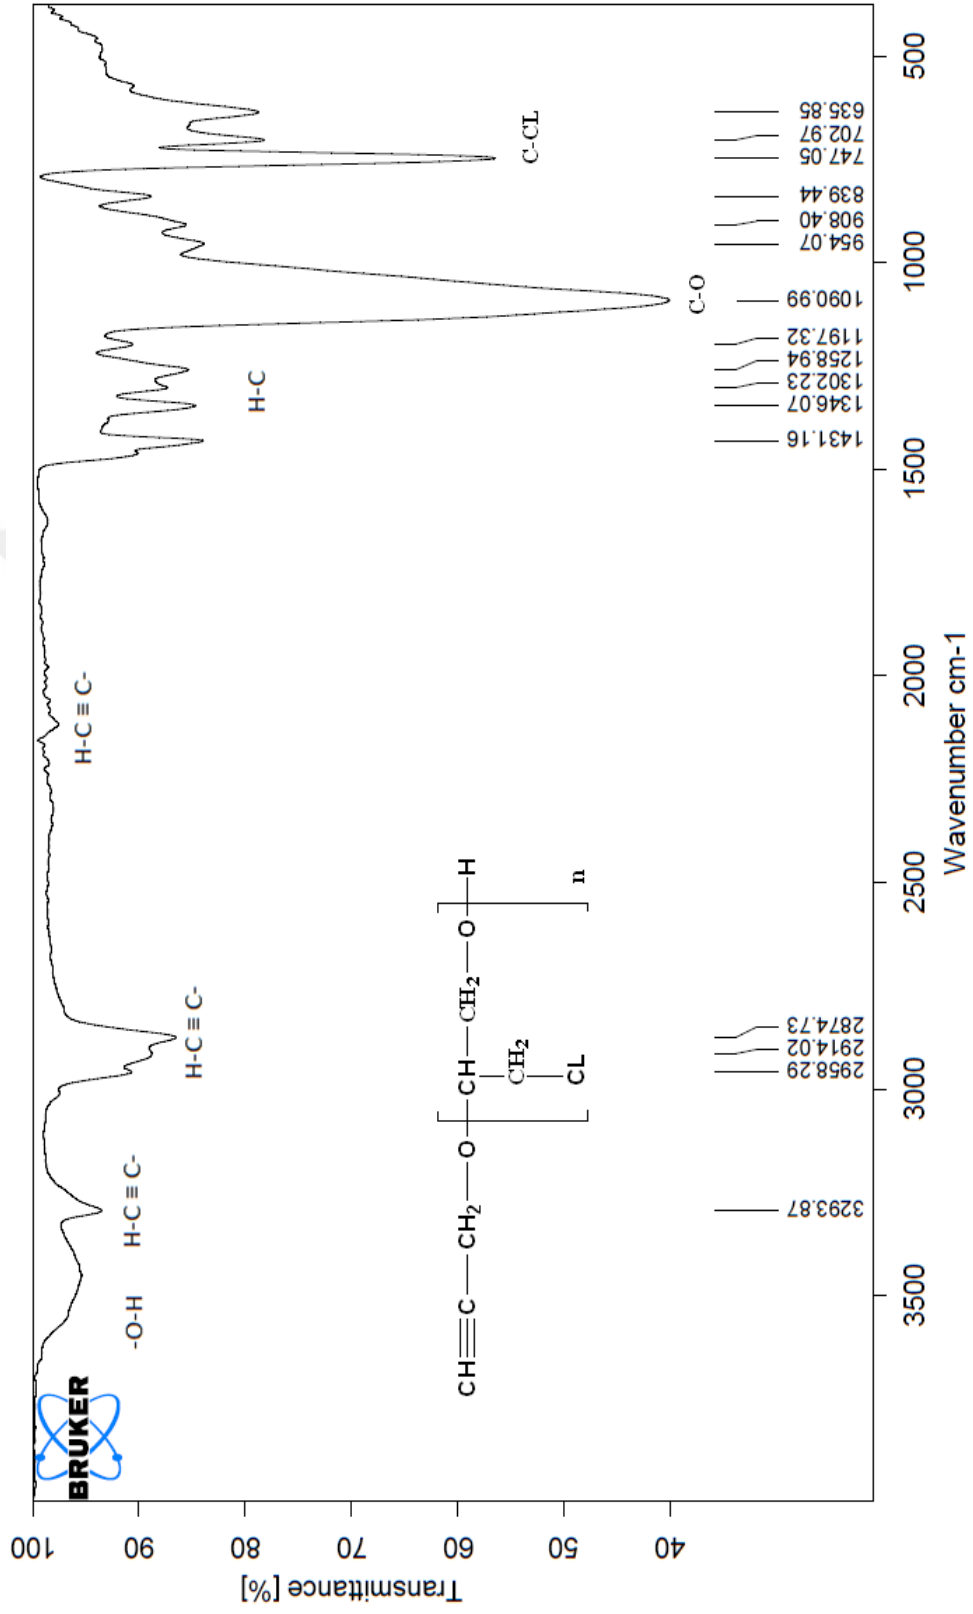 BRUKER
-O-H
H-C ≡ C-
H-C ≡ C-
H-C ≡ C-
H-C
C-O
C-CL
CH≡C—CH₂—O—[CH—CH₂—O]—H
CH₂
CL
n
3293.87
2958.29
2914.02
2874.73
1431.16
1346.07
1302.23
1258.94
1197.32
1090.99
954.07
908.40
839.44
747.05
702.97
635.85
3500
3000
2500
2000
1500
1000
500
Wavenumber cm-1
Transmittance [%]
100
90
80
70
60
50
40